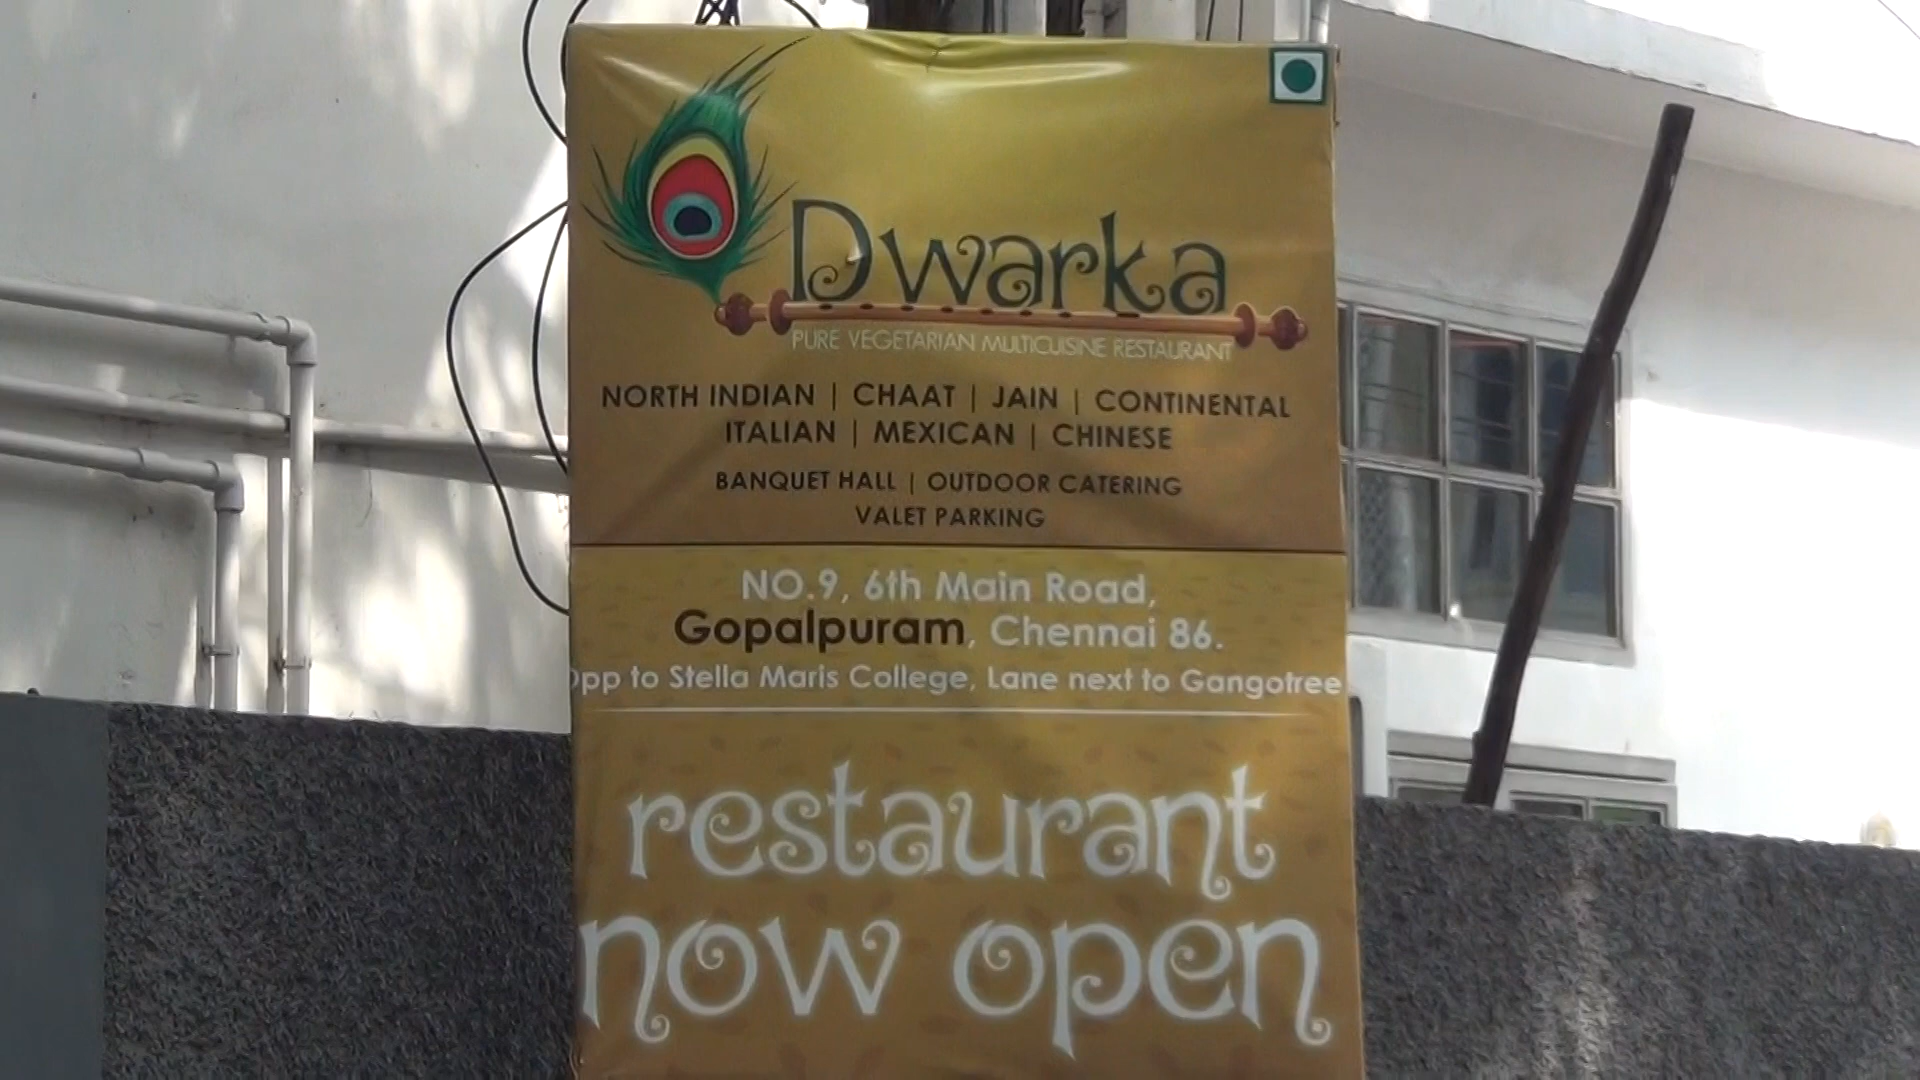 Dwarka
PURE VEGETARIAN MULTICUISINE RESTAURANT
NORTH INDIAN | CHAAT | JAIN | CONTINENTAL
ITALIAN | MEXICAN | CHINESE
BANQUET HALL | OUTDOOR CATERING
VALET PARKING
NO.9, 6th Main Road,
Gopalpuram, Chennai 86.
Opp to Stella Maris College, Lane next to Gangotree
restaurant
now open